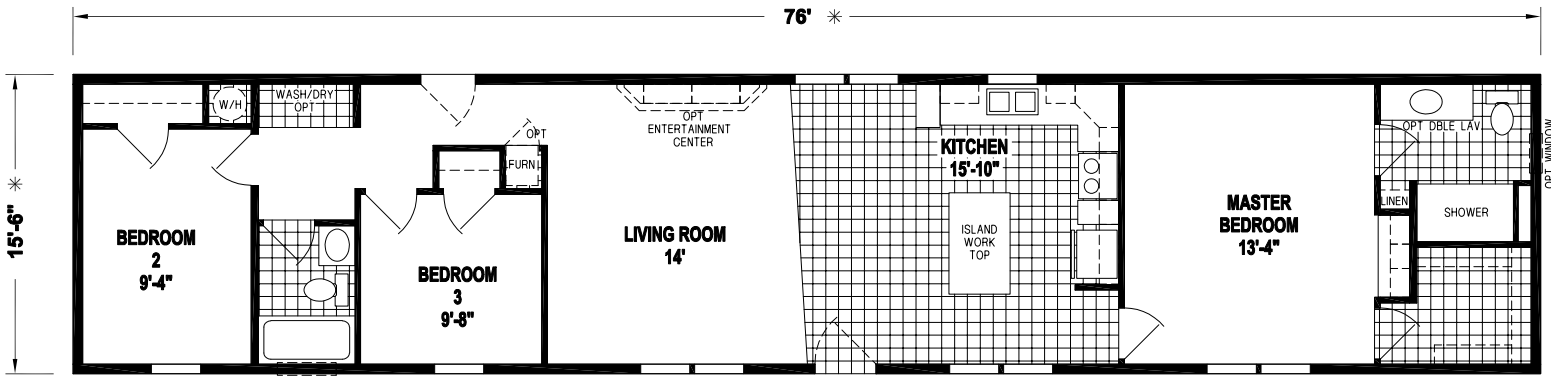 76' ✳
15'-6" ✳
W/H
WASH/DRY
OPT
OPT
FURN
OPT
ENTERTAINMENT
CENTER
KITCHEN
15'-10"
OPT DBLE LAV
OPT WINDOW
LINEN
SHOWER
ISLAND
WORK
TOP
MASTER
BEDROOM
13'-4"
LIVING ROOM
14'
BEDROOM
2
9'-4"
BEDROOM
3
9'-8"